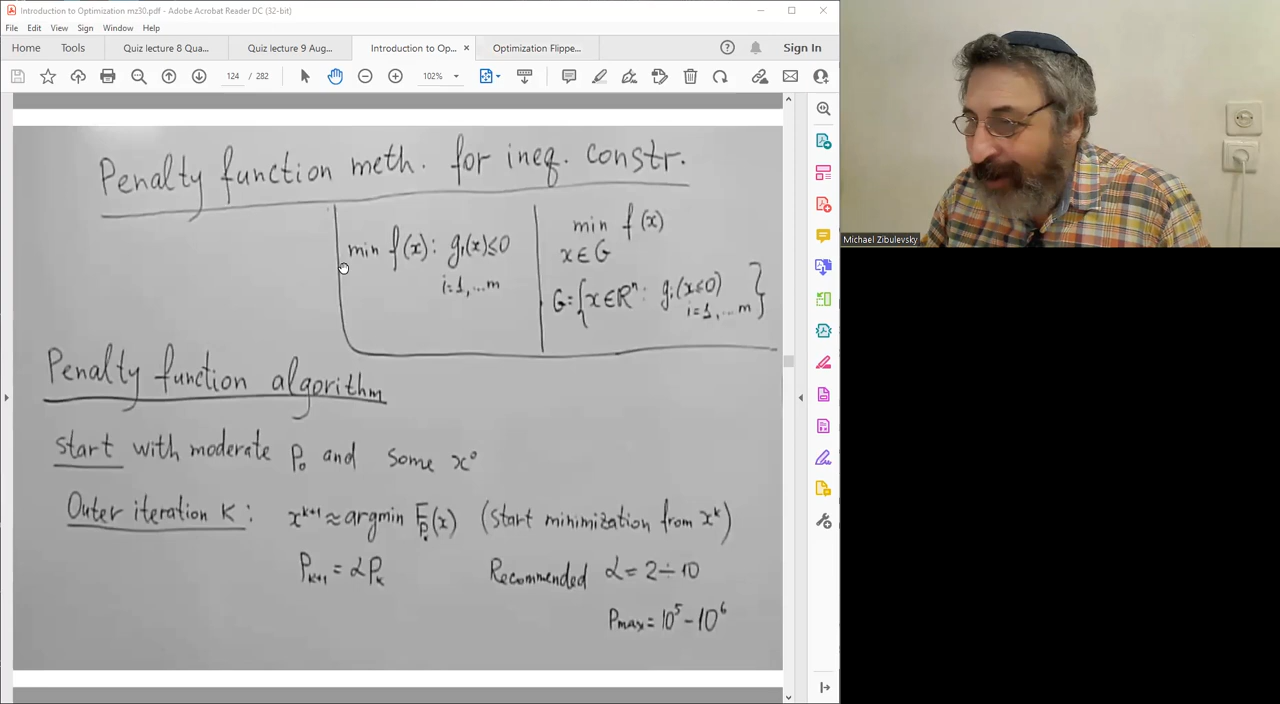 Introduction to Optimization mz30.pdf - Adobe Acrobat Reader DC (32-bit)
File Edit View Sign Window Help
Home Tools Quiz lecture 8 Qua... Quiz lecture 9 Aug... Introduction to Op... × Optimization Flippe... Sign In
124 / 282 102%
Penalty function meth. for ineq. constr.
min f(x): gᵢ(x)≤0
i=1,...m
min f(x)
x∈G
G={x∈Rⁿ: gᵢ(x≤0)
i=1,...m}
Penalty function algorithm
start with moderate P₀ and some x⁰
Outer iteration K: xᵏ⁺¹≈argmin Fₚ(x) (Start minimization from xᵏ)
Pₖ₊₁=αPₖ Recommended α=2÷10
Pmax=10⁵-10⁶
Michael Zibulevsky